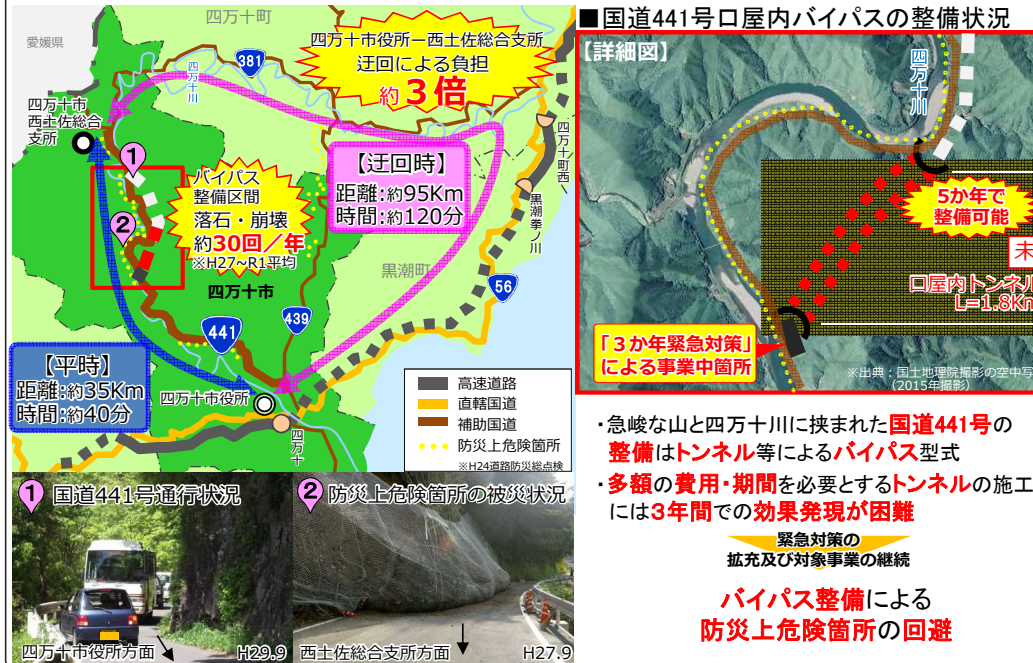 四万十町
愛媛県
四万十川
381
四万十市役所ー西土佐総合支所
迂回による負担
約３倍
四万十市
西土佐総合
支所
1
2
バイパス
整備区間
落石・崩壊
約30回／年
※H27~R1平均
【迂回時】
距離:約95Km
時間:約120分
四万十町西
黒潮拳ノ川
黒潮町
56
四万十市
439
441
【平時】
距離:約35Km
時間:約40分
四万十市役所
四万十
高速道路
直轄国道
補助国道
防災上危険箇所
※H24道路防災総点検
1 国道441号通行状況
四万十市役所方面
H29.9
2 防災上危険箇所の被災状況
西土佐総合支所方面
H27.9
■国道441号口屋内バイパスの整備状況
【詳細図】
四万十川
5か年で
整備可能
未
口屋内トンネル
L=1.8Km
「３か年緊急対策」
による事業中箇所
※出典：国土地理院撮影の空中写
(2015年撮影)
・急峻な山と四万十川に挟まれた国道441号の
整備はトンネル等によるバイパス型式
・多額の費用・期間を必要とするトンネルの施工
には3年間での効果発現が困難
緊急対策の
拡充及び対象事業の継続
バイパス整備による
防災上危険箇所の回避